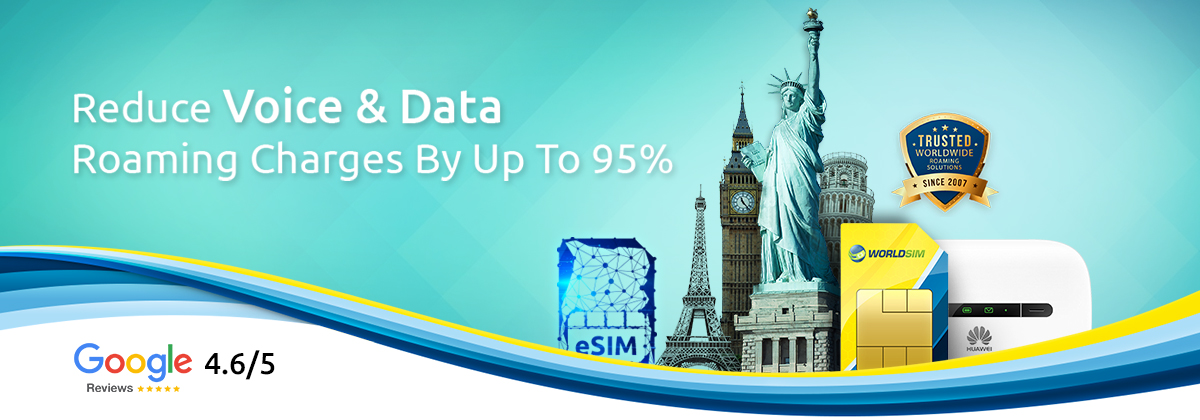 Reduce Voice & Data
Roaming Charges By Up To 95%
TRUSTED
WORLDWIDE
ROAMING
SOLUTIONS
SINCE 2007
WORLDSIM
eSIM
HUAWEI
Google 4.6/5
Reviews